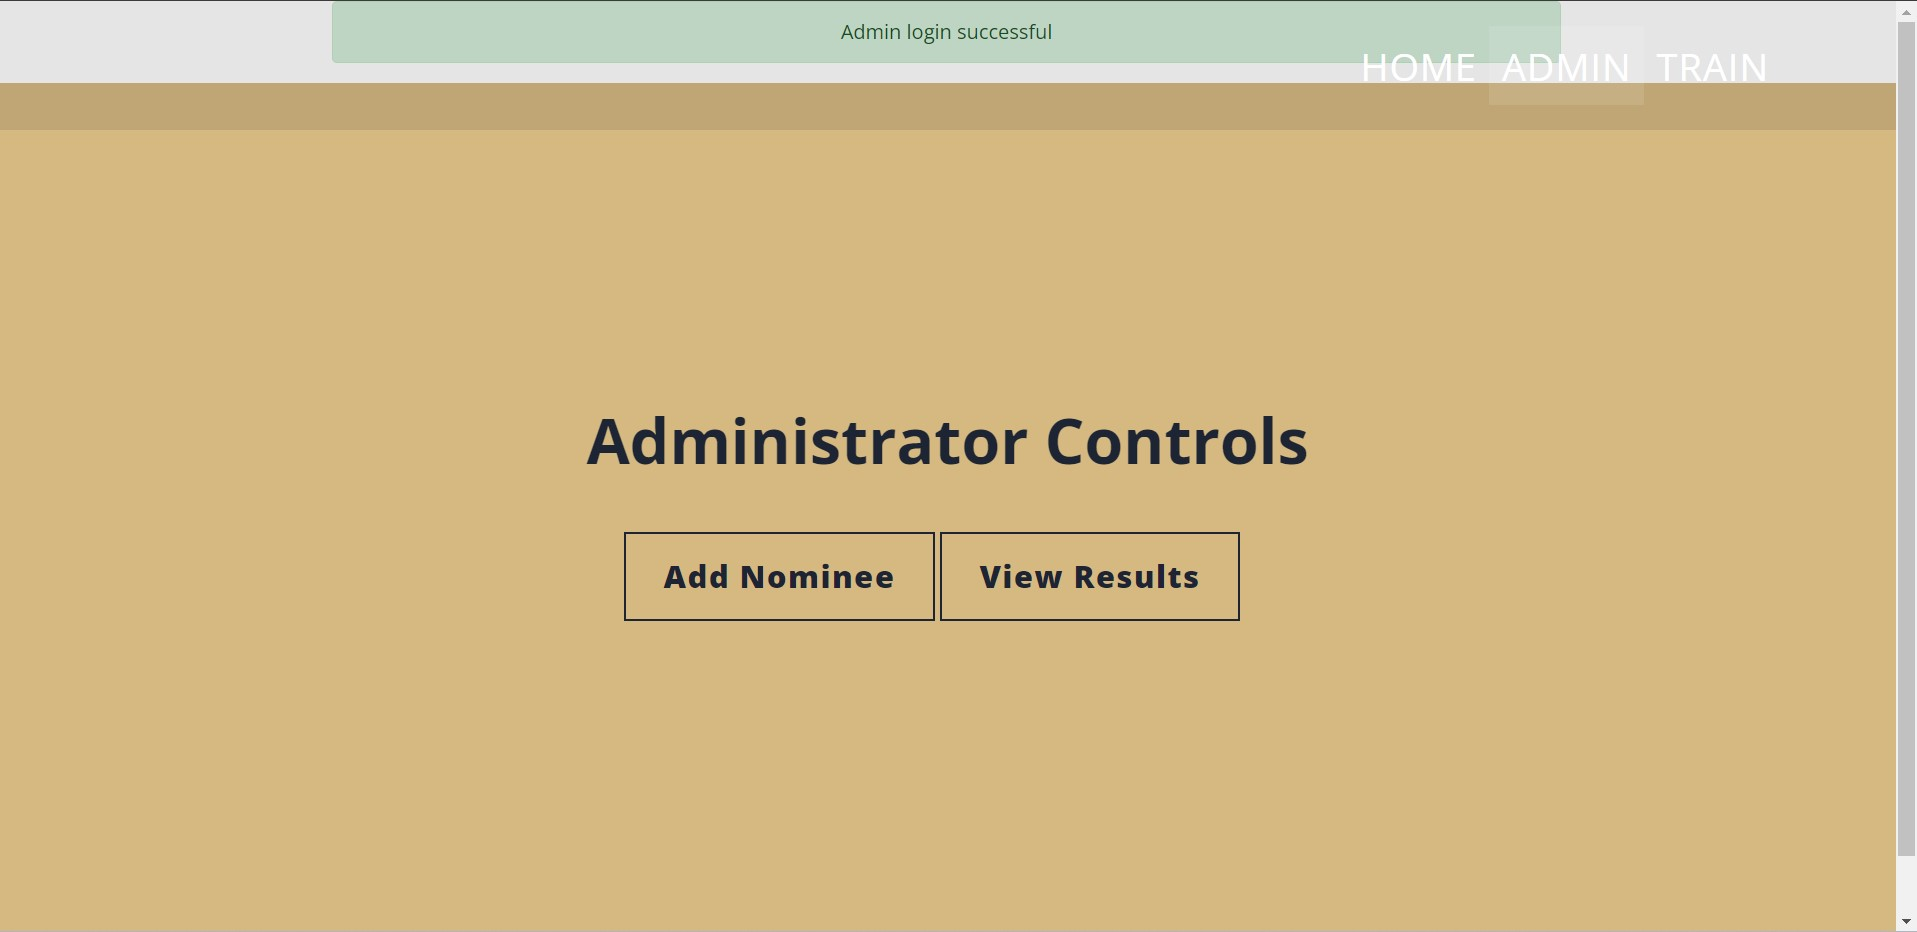 Admin login successful
HOME ADMIN TRAIN
Administrator Controls
Add Nominee View Results